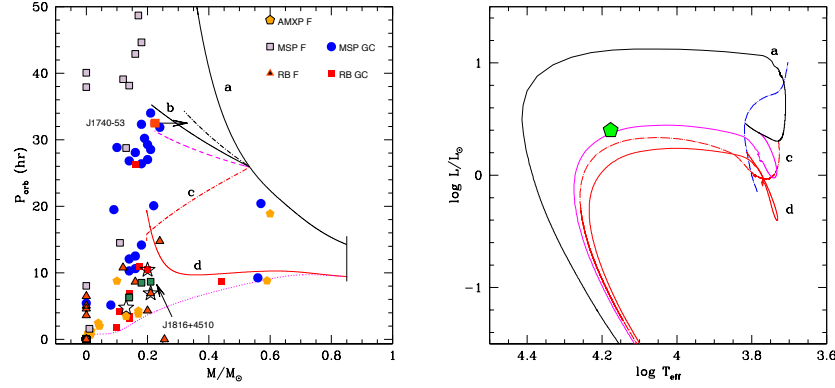 50
40
30
20
10
0
P_orb (hr)
0
0.2
0.4
0.6
0.8
1
M/M⊙
AMXP F
MSP F
MSP GC
RB F
RB GC
J1740-53
J1816+4510
a
b
c
d
1
0
−1
log L/L⊙
4.4
4.2
4
3.8
3.6
log T_eff
a
c
d